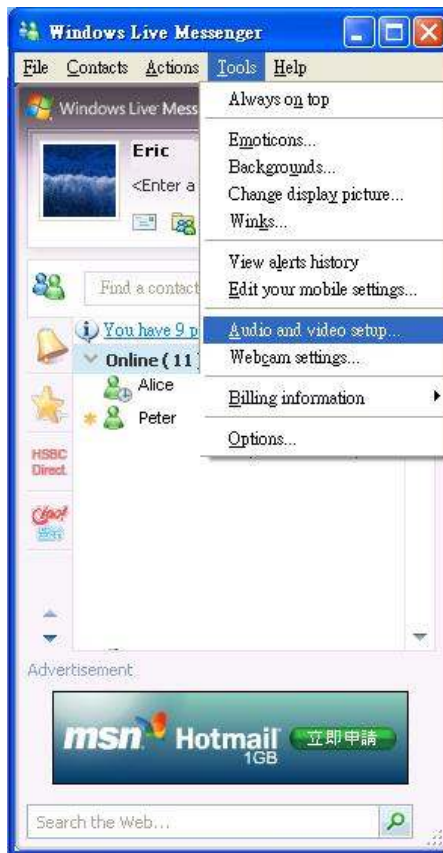 Windows Live Messenger
File Contacts Actions Tools Help
Windows Live Mess
Always on top
Eric
Emoticons...
<Enter a
Backgrounds...
Change display picture...
Winks...
View alerts history
Find a contact
Edit your mobile settings...
You have 9 p
Audio and video setup...
Online ( 11 )
Webcam settings...
Alice
Billing information
Peter
Options...
HSBC
Direct
Advertisement
msn Hotmail 立即申請
1GB
Search the Web...